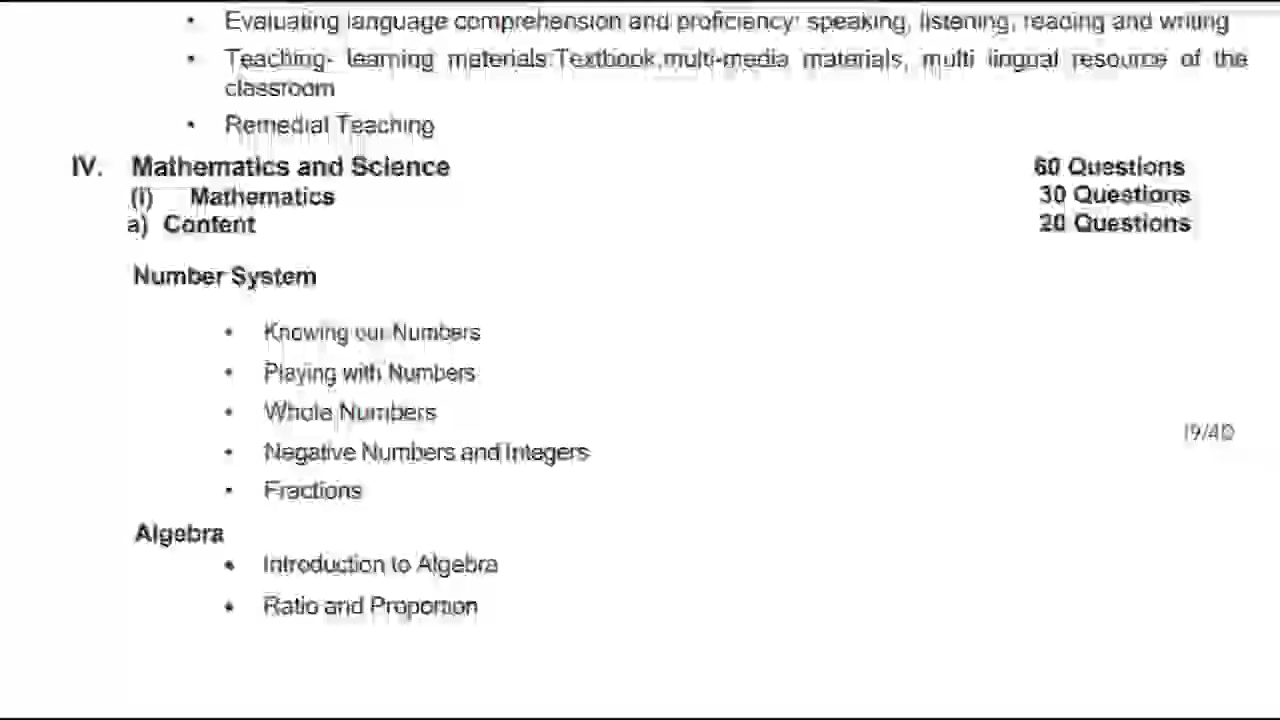 • Evaluating language comprehension and proficiency: speaking, listening, reading and writing
• Teaching- learning materials:Textbook,multi-media materials, multi lingual resource of the
classroom
• Remedial Teaching
IV. Mathematics and Science 60 Questions
(i) Mathematics 30 Questions
a) Content 20 Questions
Number System
• Knowing our Numbers
• Playing with Numbers
• Whole Numbers
• Negative Numbers and Integers
19/40
• Fractions
Algebra
• Introduction to Algebra
• Ratio and Proportion